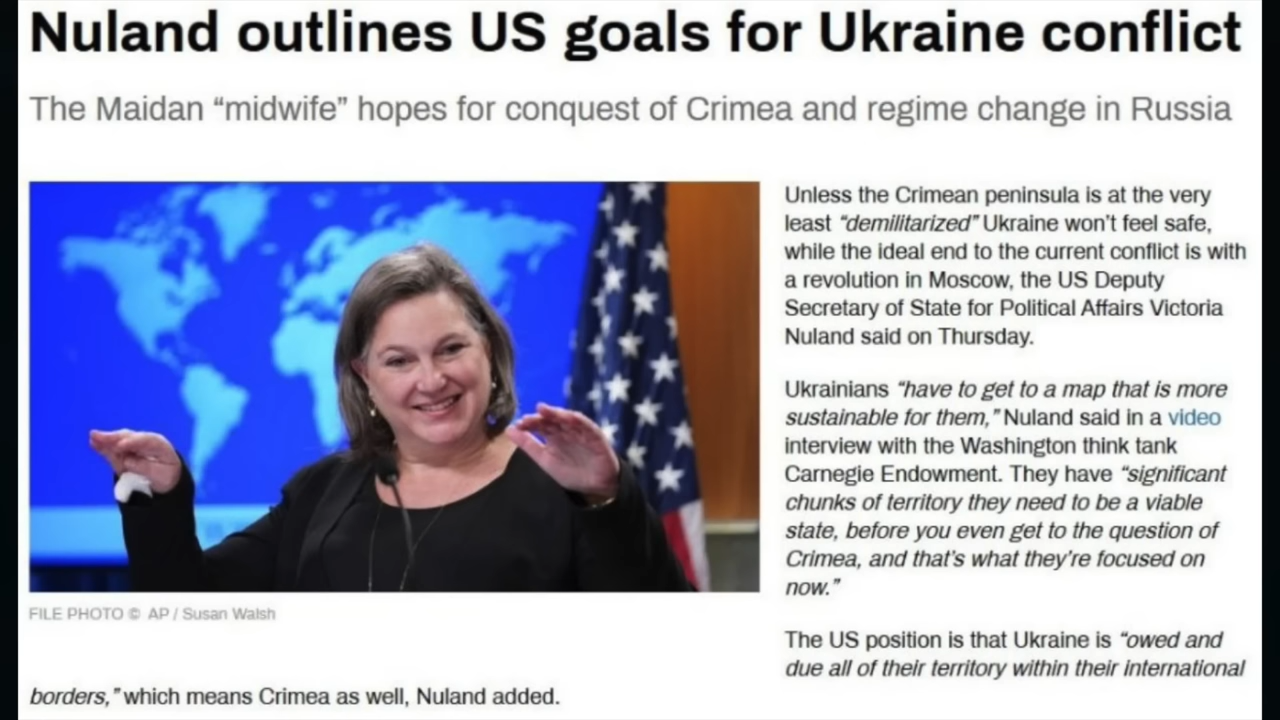 Nuland outlines US goals for Ukraine conflict
The Maidan “midwife” hopes for conquest of Crimea and regime change in Russia
Unless the Crimean peninsula is at the very
least “demilitarized” Ukraine won’t feel safe,
while the ideal end to the current conflict is with
a revolution in Moscow, the US Deputy
Secretary of State for Political Affairs Victoria
Nuland said on Thursday.
Ukrainians “have to get to a map that is more
sustainable for them,” Nuland said in a video
interview with the Washington think tank
Carnegie Endowment. They have “significant
chunks of territory they need to be a viable
state, before you even get to the question of
Crimea, and that’s what they’re focused on
now.”
FILE PHOTO © AP / Susan Walsh
The US position is that Ukraine is “owed and
due all of their territory within their international
borders,” which means Crimea as well, Nuland added.